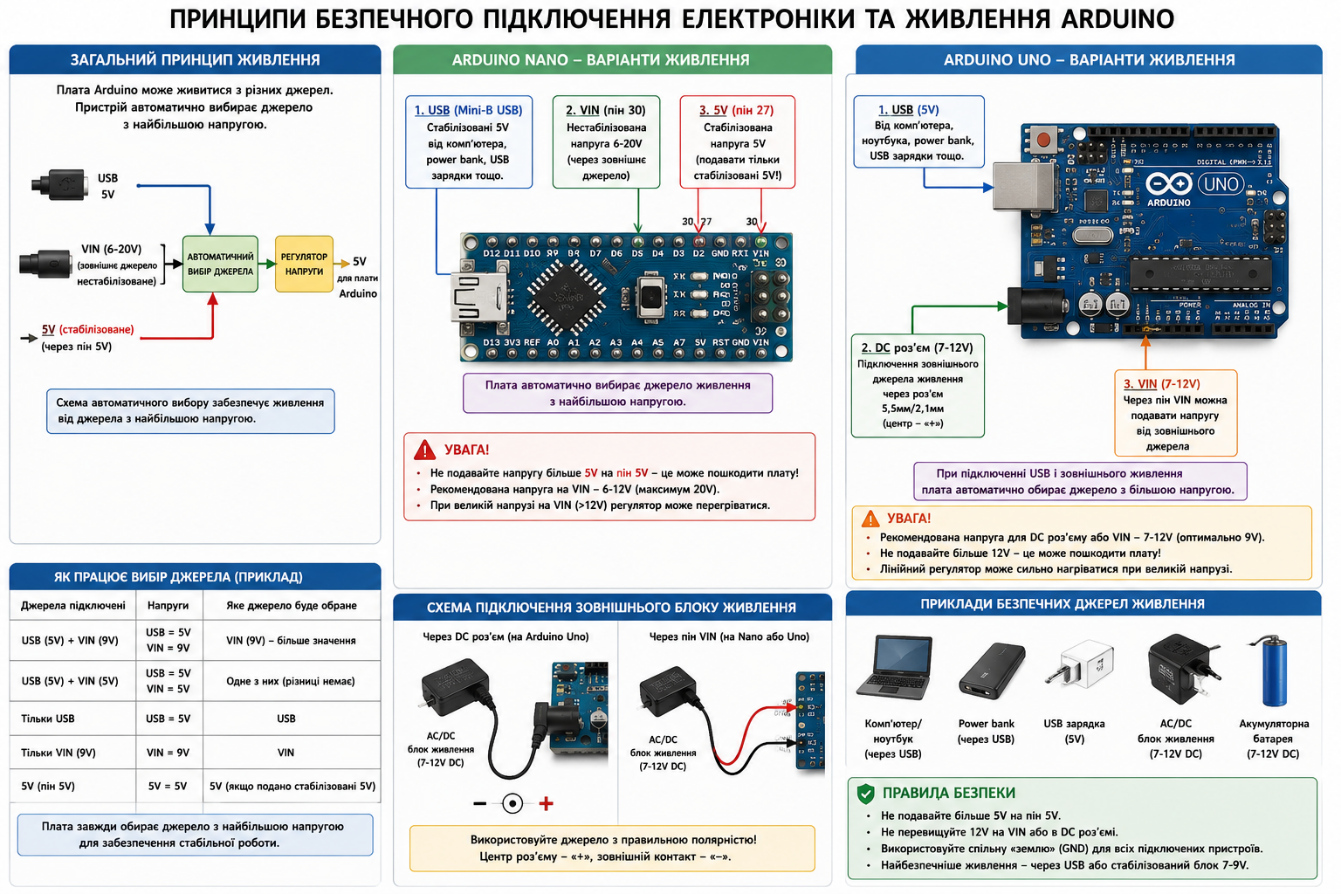 ПРИНЦИПИ БЕЗПЕЧНОГО ПІДКЛЮЧЕННЯ ЕЛЕКТРОНІКИ ТА ЖИВЛЕННЯ ARDUINO
ЗАГАЛЬНИЙ ПРИНЦИП ЖИВЛЕННЯ
Плата Arduino може живитися з різних джерел.
Пристрій автоматично вибирає джерело
з найбільшою напругою.
USB
5V
VIN (6-20V)
(зовнішнє джерело
нестабілізоване)
5V (стабілізоване)
(через пін 5V)
АВТОМАТИЧНИЙ
ВИБІР ДЖЕРЕЛА
РЕГУЛЯТОР
НАПРУГИ
5V
для плати
Arduino
Схема автоматичного вибору забезпечує живлення
від джерела з найбільшою напругою.
ARDUINO NANO – ВАРІАНТИ ЖИВЛЕННЯ
1. USB (Mini-B USB)
Стабілізовані 5V
від комп'ютера,
power bank, USB
зарядки тощо.
2. VIN (пін 30)
Нестабілізована
напруга 6-20V
(через зовнішнє
джерело)
3. 5V (пін 27)
Стабілізована
напруга 5V
(подавати тільки
стабілізовані 5V!)
30 27
30
D12 D11 D10 D7 D6 D5 D4 D3 D2 GND RX1 VIN
30
D13 3V3 REF A0 A1 A2 A3 A4 A5 A7 5V RST GND VIN
Плата автоматично вибирає джерело живлення
з найбільшою напругою.
УВАГА!
• Не подавайте напругу більше 5V на пін 5V – це може пошкодити плату!
• Рекомендована напруга на VIN – 6-12V (максимум 20V).
• При великій напрузі на VIN (>12V) регулятор може перегріватися.
ARDUINO UNO – ВАРІАНТИ ЖИВЛЕННЯ
1. USB (5V)
Від комп'ютера,
ноутбука, power bank,
USB зарядки тощо.
UNO
ARDUINO
POWER
ANALOG IN
2. DC роз'єм (7-12V)
Підключення зовнішнього
джерела живлення
через роз'єм
5,5мм/2,1мм
(центр – «+»)
3. VIN (7-12V)
Через пін VIN можна
подавати напругу
від зовнішнього
джерела
При підключенні USB і зовнішнього живлення
плата автоматично обирає джерело з більшою напругою.
УВАГА!
• Рекомендована напруга для DC роз'єму або VIN – 7-12V (оптимально 9V).
• Не подавайте більше 12V – це може пошкодити плату!
• Лінійний регулятор може сильно нагріватися при великій напрузі.
ЯК ПРАЦЮЄ ВИБІР ДЖЕРЕЛА (ПРИКЛАД)
Джерела підключені Напруги Яке джерело буде обране
USB (5V) + VIN (9V) USB = 5V VIN = 9V VIN (9V) – більше значення
USB (5V) + VIN (5V) USB = 5V VIN = 5V Одне з них (різниці немає)
Тільки USB USB = 5V USB
Тільки VIN (9V) VIN = 9V VIN
5V (пін 5V) 5V = 5V 5V (якщо подано стабілізовані 5V)
Плата завжди обирає джерело з найбільшою напругою
для забезпечення стабільної роботи.
СХЕМА ПІДКЛЮЧЕННЯ ЗОВНІШНЬОГО БЛОКУ ЖИВЛЕННЯ
Через DC роз'єм (на Arduino Uno)
AC/DC
блок живлення
(7-12V DC)
– +
Через пін VIN (на Nano або Uno)
AC/DC
блок живлення
(7-12V DC)
Використовуйте джерело з правильною полярністю!
Центр роз'єму – «+», зовнішній контакт – «–».
ПРИКЛАДИ БЕЗПЕЧНИХ ДЖЕРЕЛ ЖИВЛЕННЯ
Комп'ютер/
ноутбук
(через USB)
Power bank
(через USB)
USB зарядка
(5V)
AC/DC
блок живлення
(7-12V DC)
Акумуляторна
батарея
(7-12V DC)
ПРАВИЛА БЕЗПЕКИ
• Не подавайте більше 5V на пін 5V.
• Не перевищуйте 12V на VIN або в DC роз'ємі.
• Використовуйте спільну «землю» (GND) для всіх підключених пристроїв.
• Найбезпечніше живлення – через USB або стабілізований блок 7-9V.